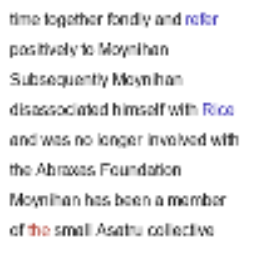 time together fondly and refer
positively to Moynihan
Subsequently Moynihan
disassociated himself with Rice
and was no longer involved with
the Abraxas Foundation
Moynihan has been a member
of the small Asatru collective